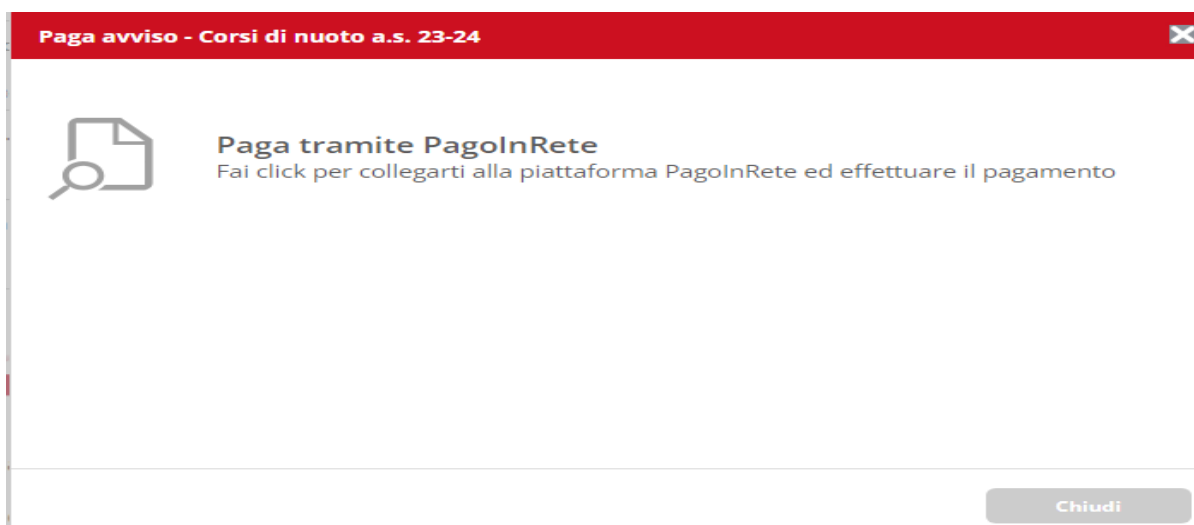 Paga avviso - Corsi di nuoto a.s. 23-24
Paga tramite PagoInRete
Fai click per collegarti alla piattaforma PagoInRete ed effettuare il pagamento
Chiudi